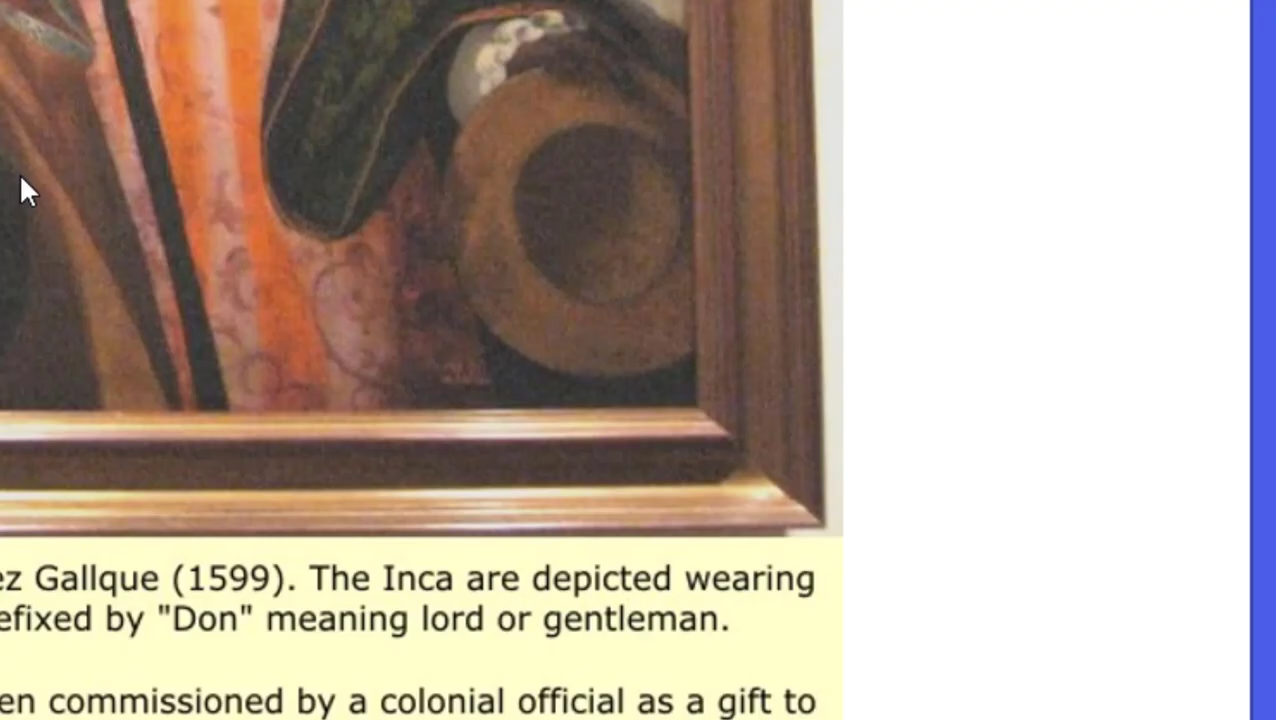 ez Gallque (1599). The Inca are depicted wearing
efixed by "Don" meaning lord or gentleman.
en commissioned by a colonial official as a gift to